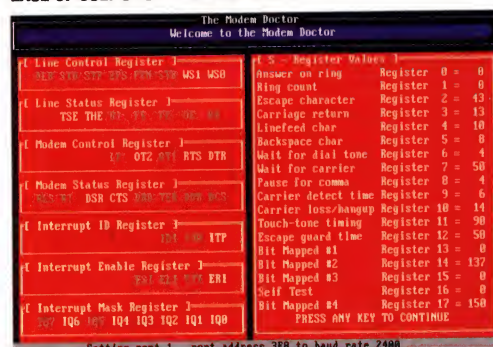 The Modem Doctor
Welcome to the Modem Doctor
[ Line Control Register ]
WS1 WS0
[ Line Status Register ]
TSE THE
[ Modem Control Register ]
OT2 RTS DTR
[ Modem Status Register ]
DSR CTS
[ Interrupt ID Register ]
ITP
[ Interrupt Enable Register ]
ER1
[ Interrupt Mask Register ]
IQ6 IQ4 IQ3 IQ2 IQ1 IQ0
[ S - Register Values ]
Answer on ring Register 0 = 0
Ring count Register 1 = 0
Escape character Register 2 = 43
Carriage return Register 3 = 13
Linefeed char Register 4 = 10
Backspace char Register 5 = 8
Wait for dial tone Register 6 = 4
Wait for carrier Register 7 = 50
Pause for comma Register 8 = 4
Carrier detect time Register 9 = 6
Carrier loss/hangup Register 10 = 14
Touch-tone timing Register 11 = 90
Escape guard time Register 12 = 50
Bit Mapped #1 Register 13 = 0
Bit Mapped #2 Register 14 = 137
Bit Mapped #3 Register 15 = 0
Self Test Register 16 = 0
Bit Mapped #4 Register 17 = 150
PRESS ANY KEY TO CONTINUE
port 1 port address 3F8 to baud rate 2400